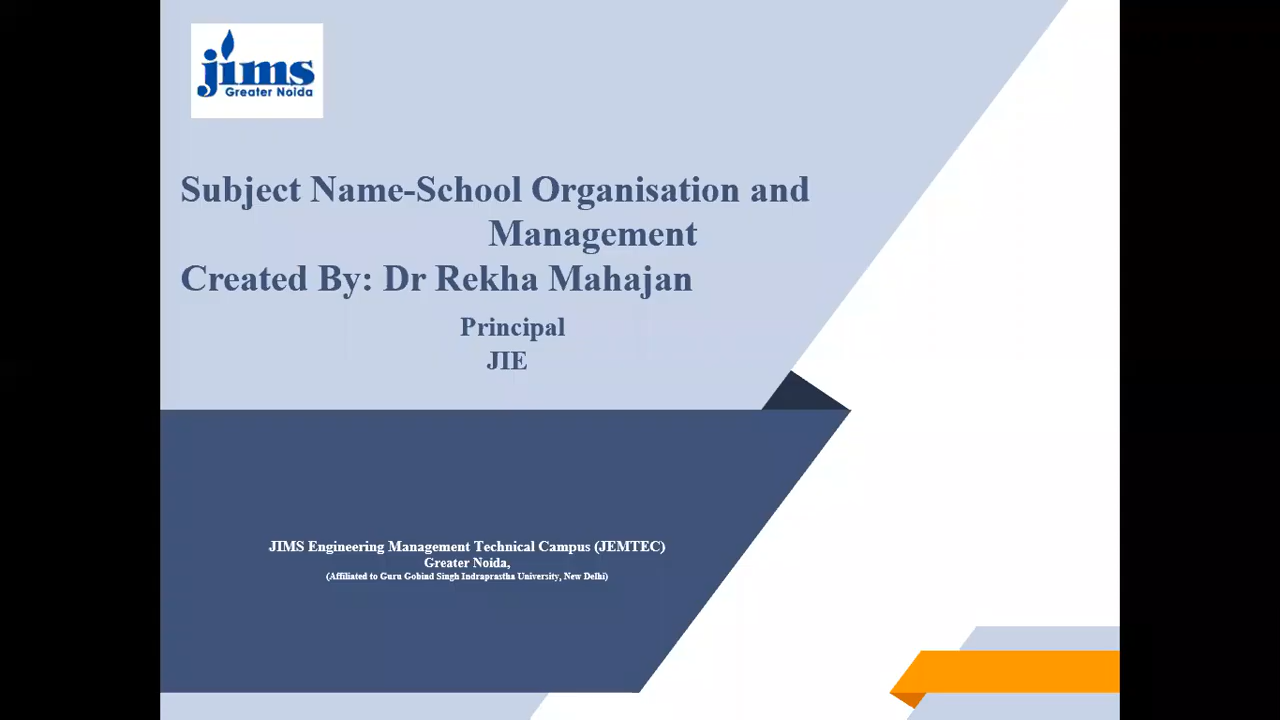 jims
Greater Noida
Subject Name-School Organisation and
Management
Created By: Dr Rekha Mahajan
Principal
JIE
JIMS Engineering Management Technical Campus (JEMTEC)
Greater Noida,
(Affiliated to Guru Gobind Singh Indraprastha University, New Delhi)